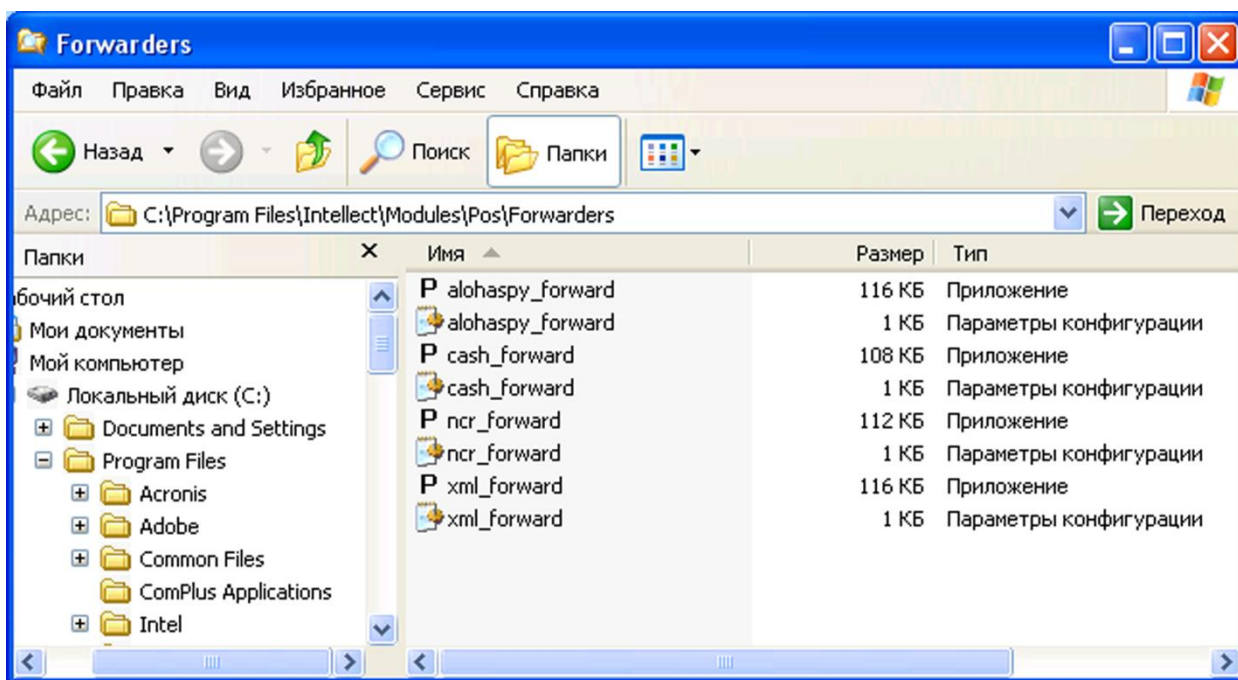 Forwarders
Файл Правка Вид Избранное Сервис Справка
Назад Поиск Папки
Адрес: C:\Program Files\Intellect\Modules\Pos\Forwarders Переход
Папки Имя Размер Тип
бочий стол
Мои документы
Мой компьютер
Локальный диск (C:)
Documents and Settings
Program Files
Acronis
Adobe
Common Files
ComPlus Applications
Intel
P alohaspy_forward 116 КБ Приложение
alohaspy_forward 1 КБ Параметры конфигурации
P cash_forward 108 КБ Приложение
cash_forward 1 КБ Параметры конфигурации
P ncr_forward 112 КБ Приложение
ncr_forward 1 КБ Параметры конфигурации
P xml_forward 116 КБ Приложение
xml_forward 1 КБ Параметры конфигурации